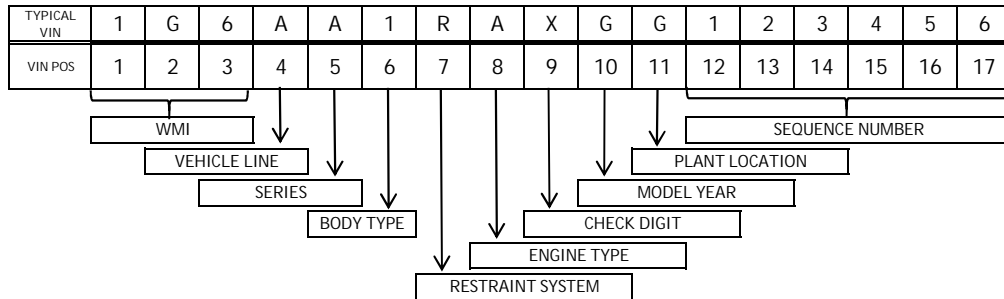 TYPICAL VIN 1 G 6 A A 1 R A X G G 1 2 3 4 5 6
VIN POS 1 2 3 4 5 6 7 8 9 10 11 12 13 14 15 16 17
WMI SEQUENCE NUMBER
VEHICLE LINE PLANT LOCATION
SERIES MODEL YEAR
BODY TYPE CHECK DIGIT
ENGINE TYPE
RESTRAINT SYSTEM